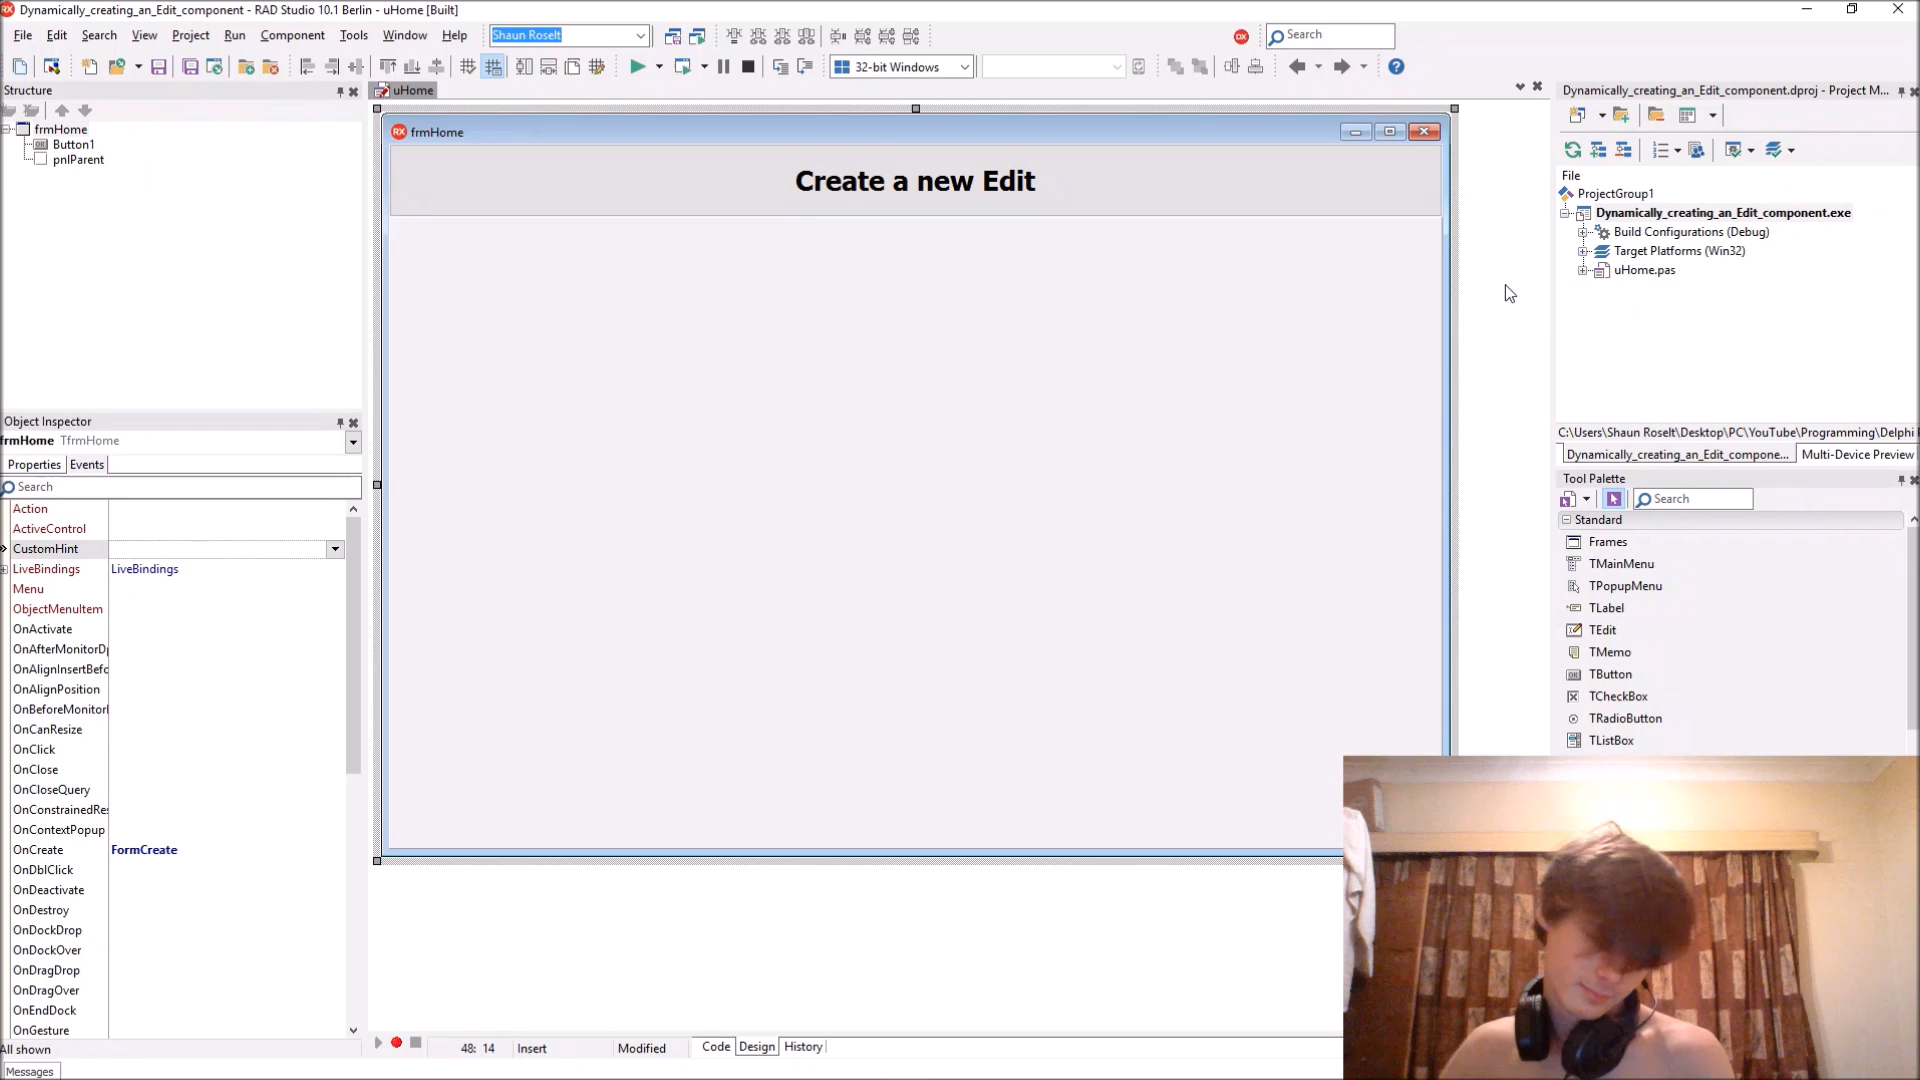 Dynamically_creating_an_Edit_component - RAD Studio 10.1 Berlin - uHome [Built]
File Edit Search View Project Run Component Tools Window Help Shaun Roselt Search
32-bit Windows
Structure
uHome
Dynamically_creating_an_Edit_component.dproj - Project M...
frmHome
Button1
pnlParent
frmHome
Create a new Edit
File
ProjectGroup1
Dynamically_creating_an_Edit_component.exe
Build Configurations (Debug)
Target Platforms (Win32)
uHome.pas
C:\Users\Shaun Roselt\Desktop\PC\YouTube\Programming\Delphi
Dynamically_creating_an_Edit_compone... Multi-Device Preview
Object Inspector
frmHome TfrmHome
Properties Events
Search
Action
ActiveControl
CustomHint
LiveBindings LiveBindings
Menu
ObjectMenuItem
OnActivate
OnAfterMonitorDp
OnAlignInsertBefo
OnAlignPosition
OnBeforeMonitorl
OnCanResize
OnClick
OnClose
OnCloseQuery
OnConstrainedRes
OnContextPopup
OnCreate FormCreate
OnDblClick
OnDeactivate
OnDestroy
OnDockDrop
OnDockOver
OnDragDrop
OnDragOver
OnEndDock
OnGesture
All shown
Tool Palette
Search
Standard
Frames
TMainMenu
TPopupMenu
TLabel
TEdit
TMemo
TButton
TCheckBox
TRadioButton
TListBox
48: 14 Insert Modified Code Design History
Messages